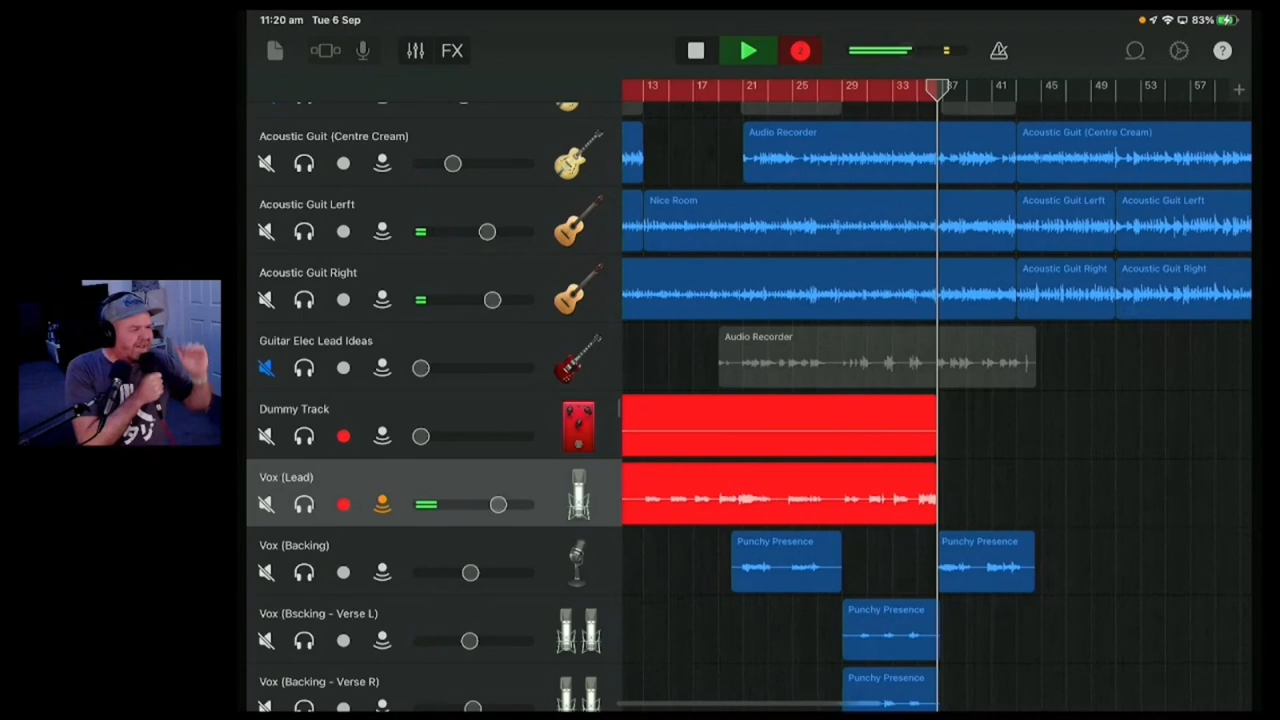 11:20 am Tue 6 Sep
83%
FX
2
?
13 17 21 25 29 33 37 41 45 49 53 57
+
Acoustic Guit (Centre Cream)
Audio Recorder
Acoustic Guit (Centre Cream)
Acoustic Guit Lerft
Nice Room
Acoustic Guit Lerft
Acoustic Guit Lerft
Acoustic Guit Right
Acoustic Guit Right
Acoustic Guit Right
Guitar Elec Lead Ideas
Audio Recorder
Dummy Track
Vox (Lead)
Vox (Backing)
Punchy Presence
Punchy Presence
Vox (Bscking - Verse L)
Punchy Presence
Vox (Backing - Verse R)
Punchy Presence